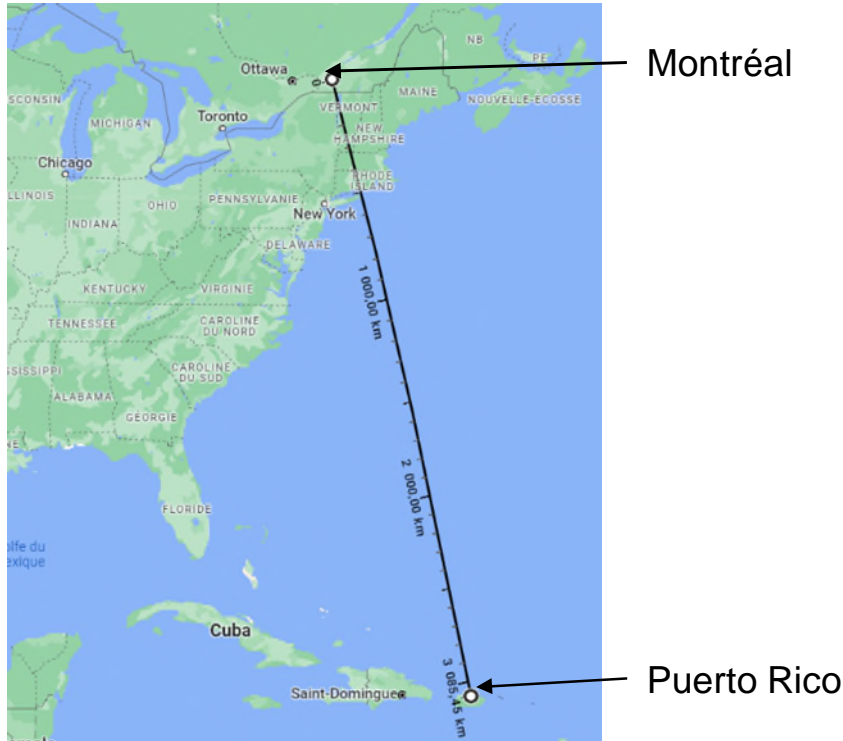 Montréal
NB
PE
Ottawa
MAINE
NOUVELLE-ÉCOSSE
SCONSIN
VERMONT
MICHIGAN
Toronto
NEW
HAMPSHIRE
Chicago
RHODE
ISLAND
LLINOIS
OHIO
PENNSYLVANIE
New York
INDIANA
DELAWARE
1 000,00 km
KENTUCKY
VIRGINIE
TENNESSEE
CAROLINE
DU NORD
SSISSIPPI
CAROLINE
DU SUD
ALABAMA
GÉORGIE
NE
2 000,00 km
FLORIDE
olfe du
exique
Cuba
3 085,45 km
Saint-Domingue
Puerto Rico